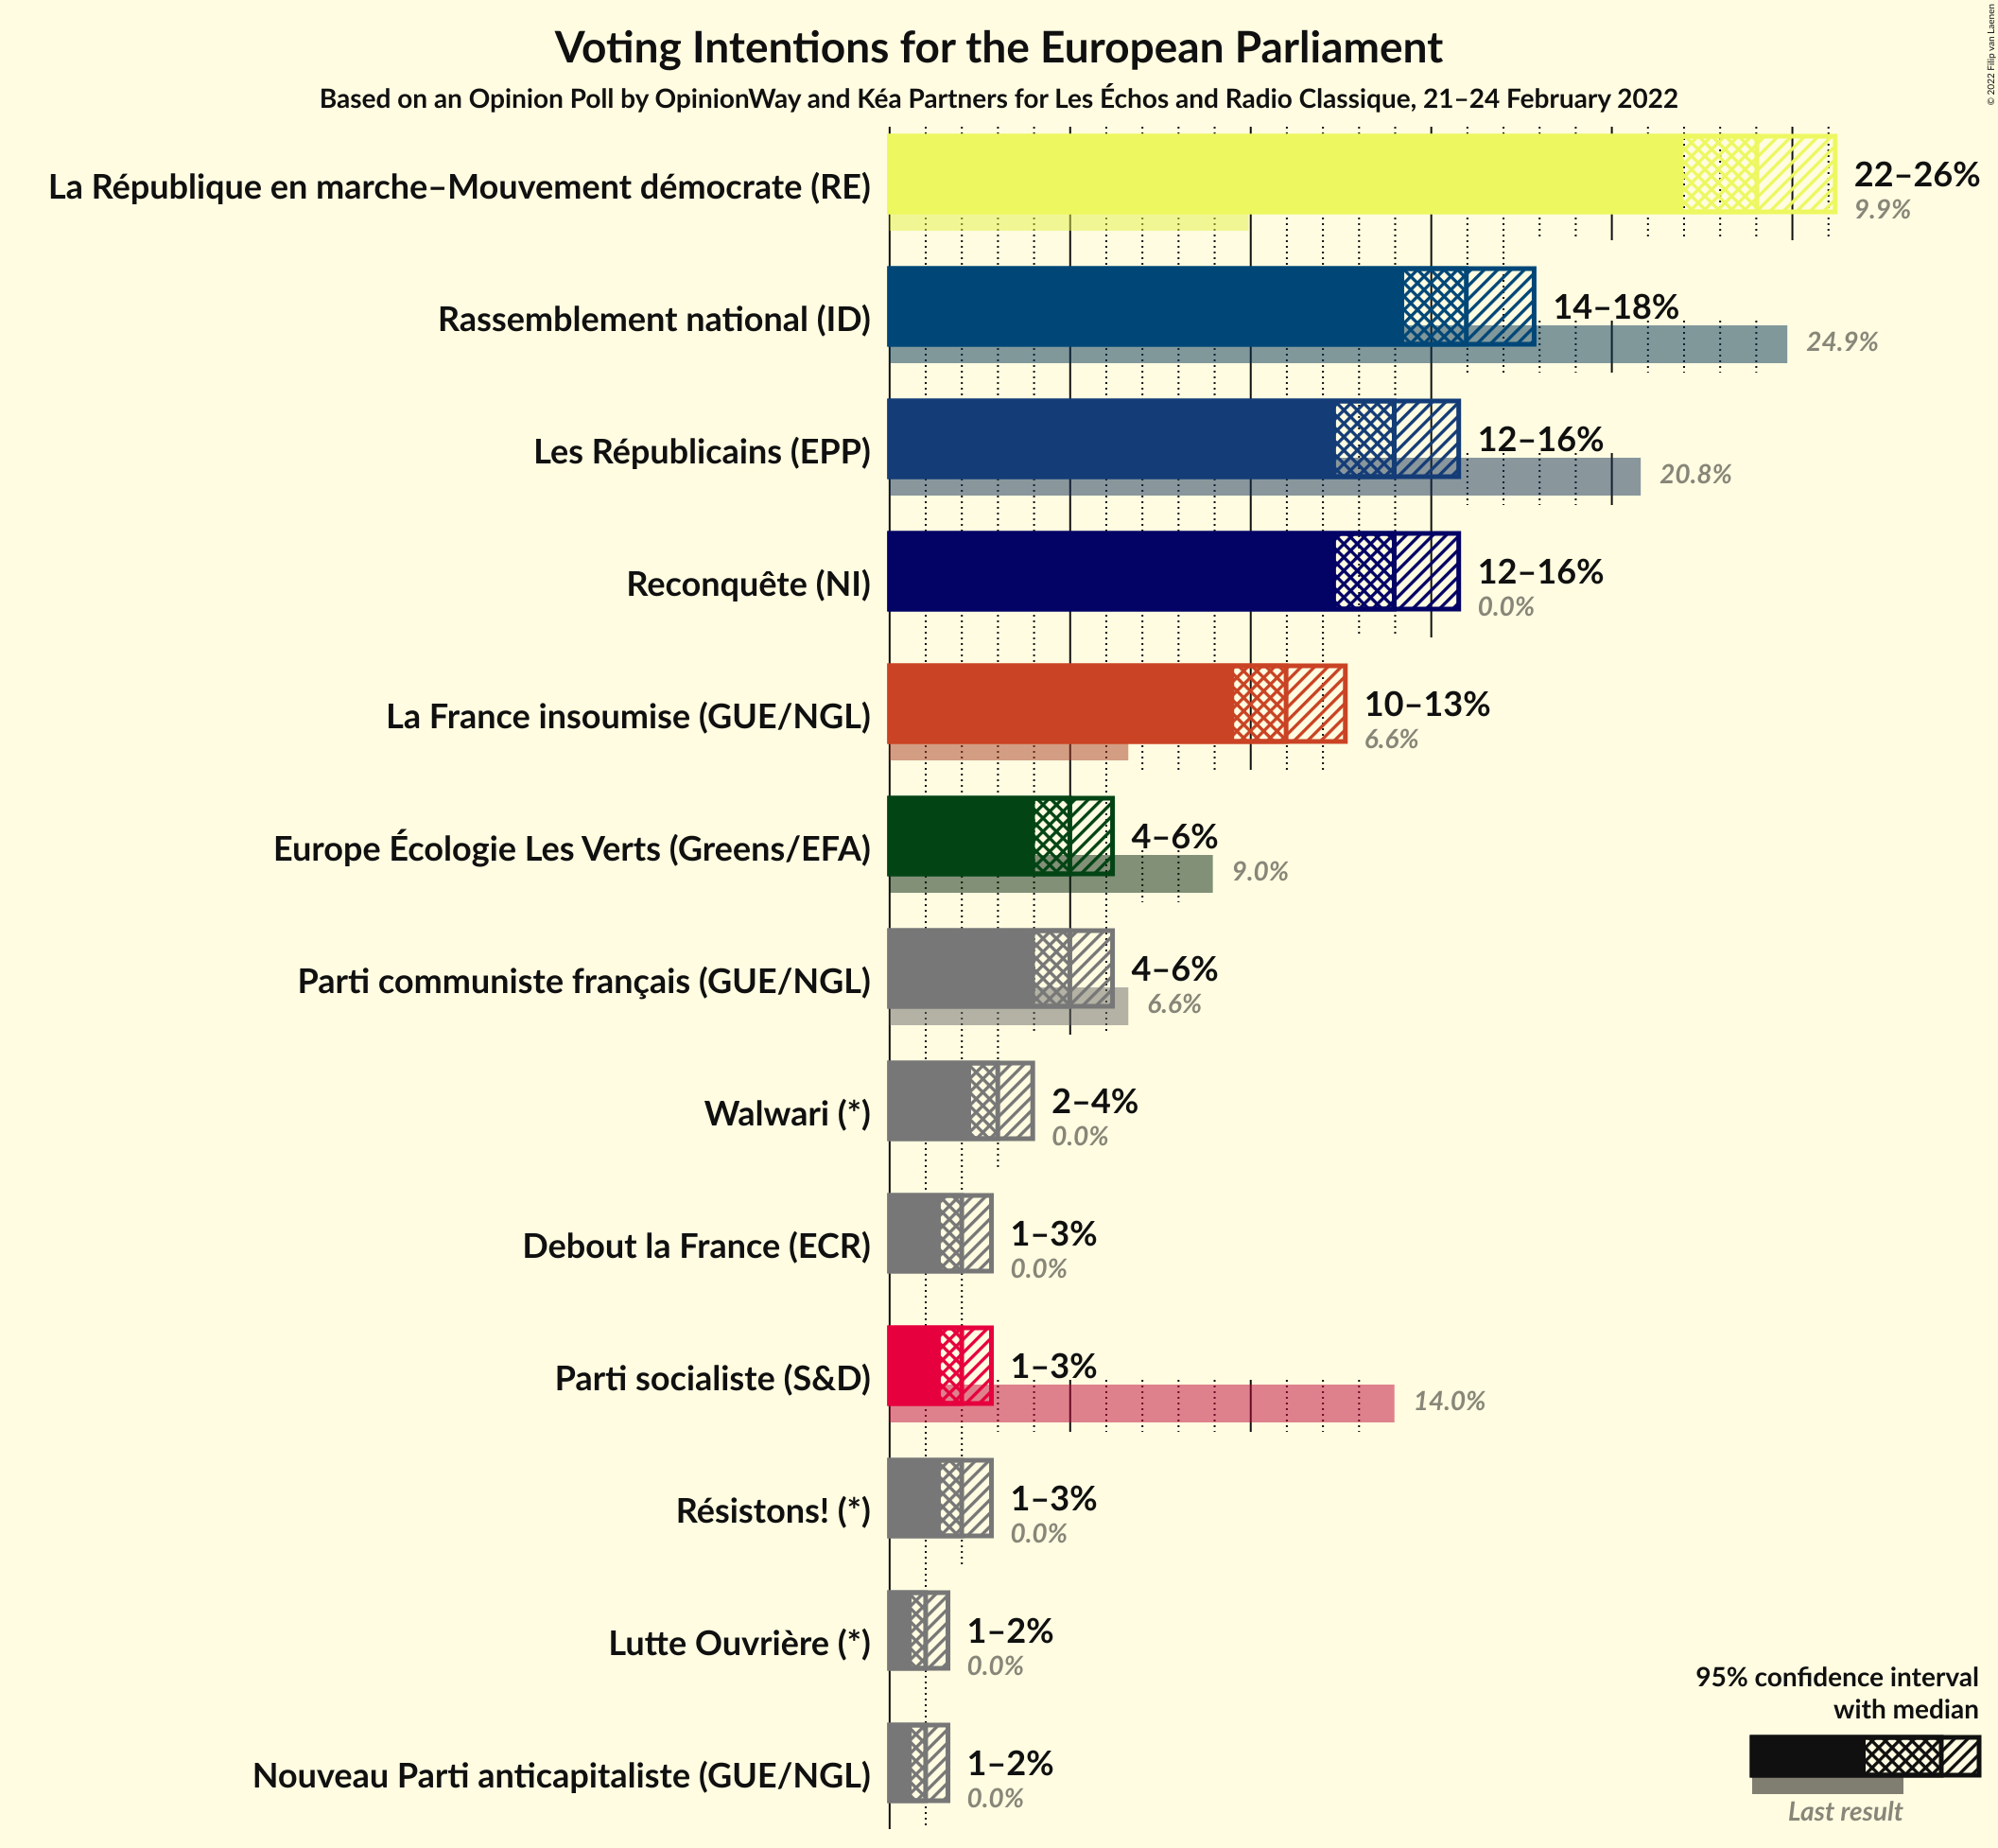 Voting Intentions for the European Parliament
Based on an Opinion Poll by OpinionWay and Kéa Partners for Les Échos and Radio Classique, 21–24 February 2022
© 2022 Filip van Laenen
La République en marche–Mouvement démocrate (RE)
22–26%
9.9%
Rassemblement national (ID)
14–18%
24.9%
Les Républicains (EPP)
12–16%
20.8%
Reconquête (NI)
12–16%
0.0%
La France insoumise (GUE/NGL)
10–13%
6.6%
Europe Écologie Les Verts (Greens/EFA)
4–6%
9.0%
Parti communiste français (GUE/NGL)
4–6%
6.6%
Walwari (*)
2–4%
0.0%
Debout la France (ECR)
1–3%
0.0%
Parti socialiste (S&D)
1–3%
14.0%
Résistons! (*)
1–3%
0.0%
Lutte Ouvrière (*)
1–2%
0.0%
Nouveau Parti anticapitaliste (GUE/NGL)
1–2%
0.0%
95% confidence interval
with median
Last result